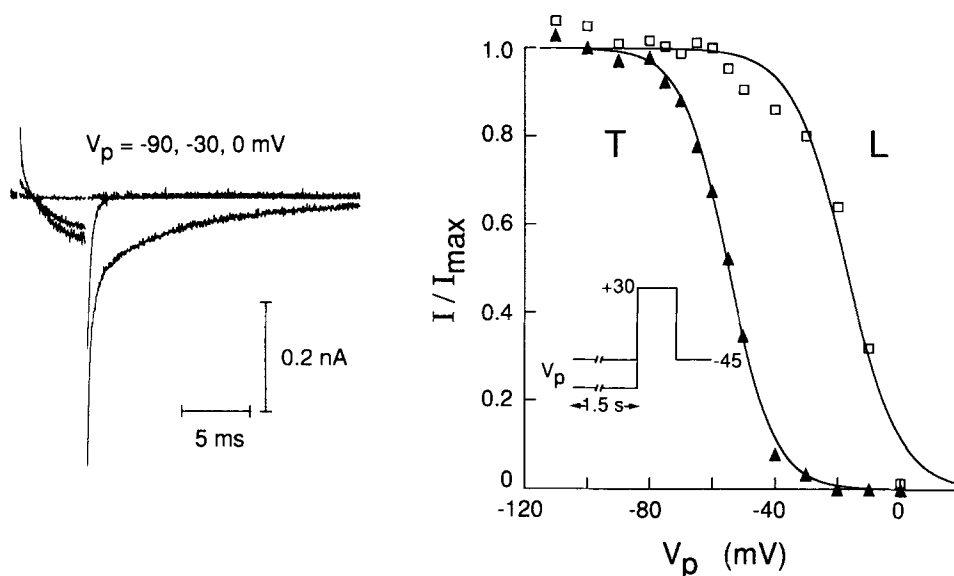 V_p = -90, -30, 0 mV
0.2 nA
5 ms
I / I_max
1.0
0.8
0.6
0.4
0.2
0
T
L
+30
-45
V_p
1.5 s
-120
-80
-40
0
V_p (mV)